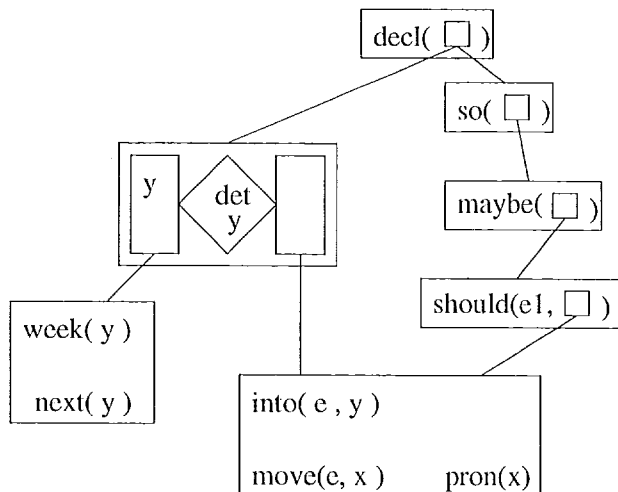 decl( )
so( )
y
det
y
maybe( )
should(e1, )
week( y )
next( y )
into( e , y )
move(e, x ) pron(x)